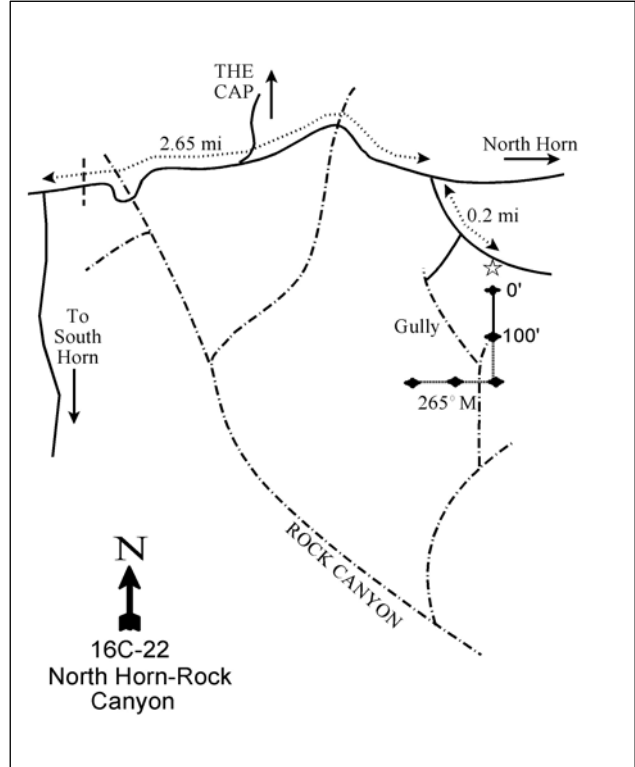 THE
CAP
2.65 mi
North Horn
0.2 mi
0'
Gully
100'
To
South
Horn
265° M
ROCK CANYON
N
16C-22
North Horn-Rock
Canyon